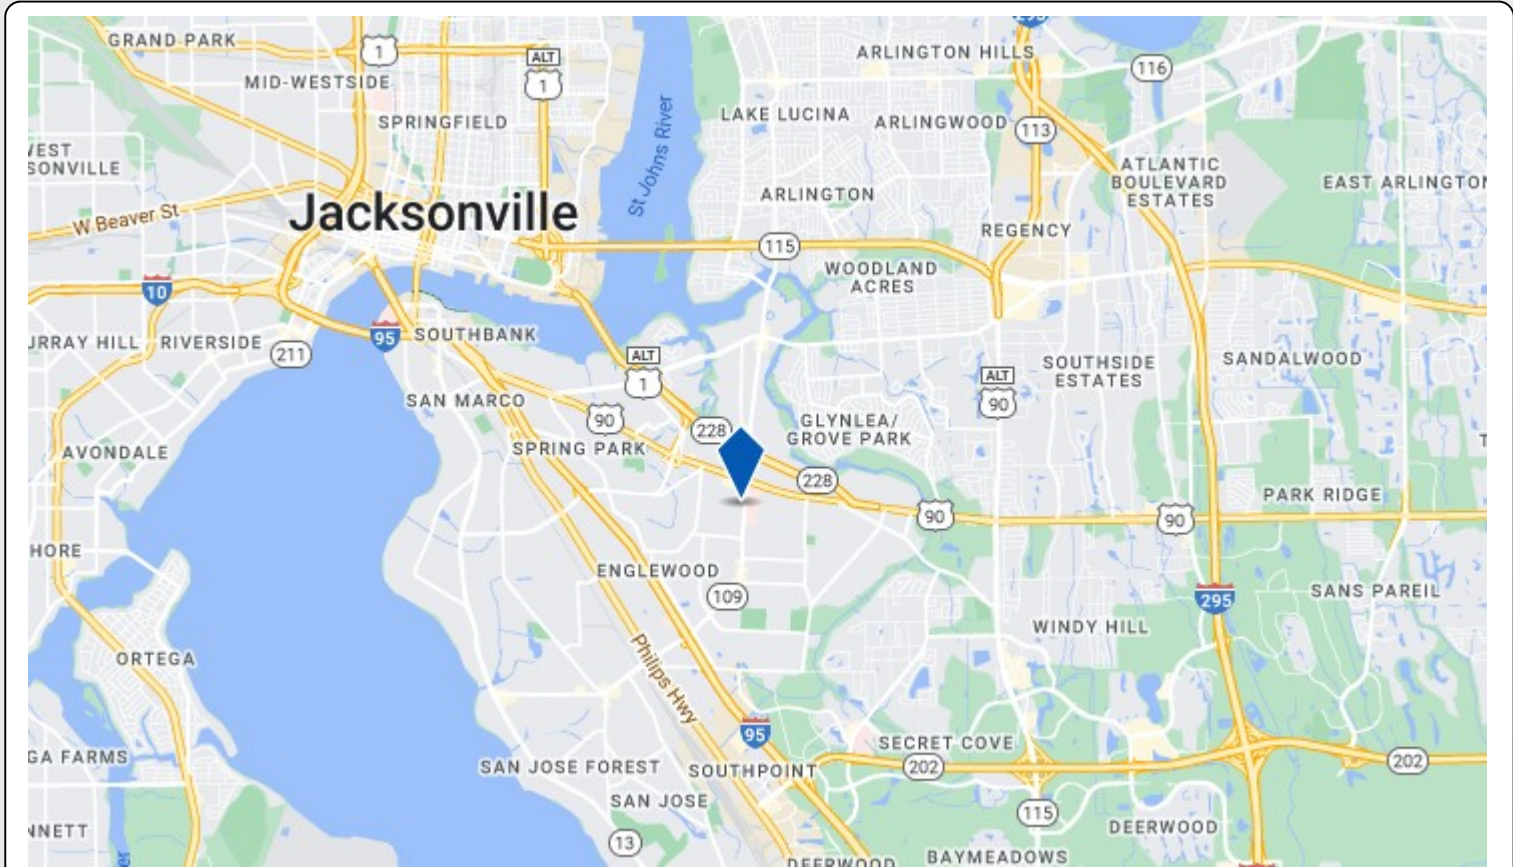 295
GRAND PARK
1
ALT
1
ARLINGTON HILLS
116
MID-WESTSIDE
SPRINGFIELD
St Johns River
LAKE LUCINA
ARLINGWOOD
113
VEST
SONVILLE
ATLANTIC
BOULEVARD
ESTATES
EAST ARLINGTON
ARLINGTON
W Beaver St
Jacksonville
REGENCY
115
WOODLAND
ACRES
10
URRAY HILL
RIVERSIDE
211
95
SOUTHBANK
ALT
1
SOUTHSIDE
ESTATES
SANDALWOOD
ALT
90
SAN MARCO
90
228
GLYNLEA/
GROVE PARK
AVONDALE
SPRING PARK
T
228
PARK RIDGE
90
90
HORE
ENGLEWOOD
109
295
SANS PAREIL
WINDY HILL
ORTEGA
Philips Hwy
95
SECRET COVE
GA FARMS
SAN JOSE FOREST
SOUTHPOINT
202
202
SAN JOSE
115
DEERWOOD
NNETT
13
er
DEERWOOD
BAYMEADOWS